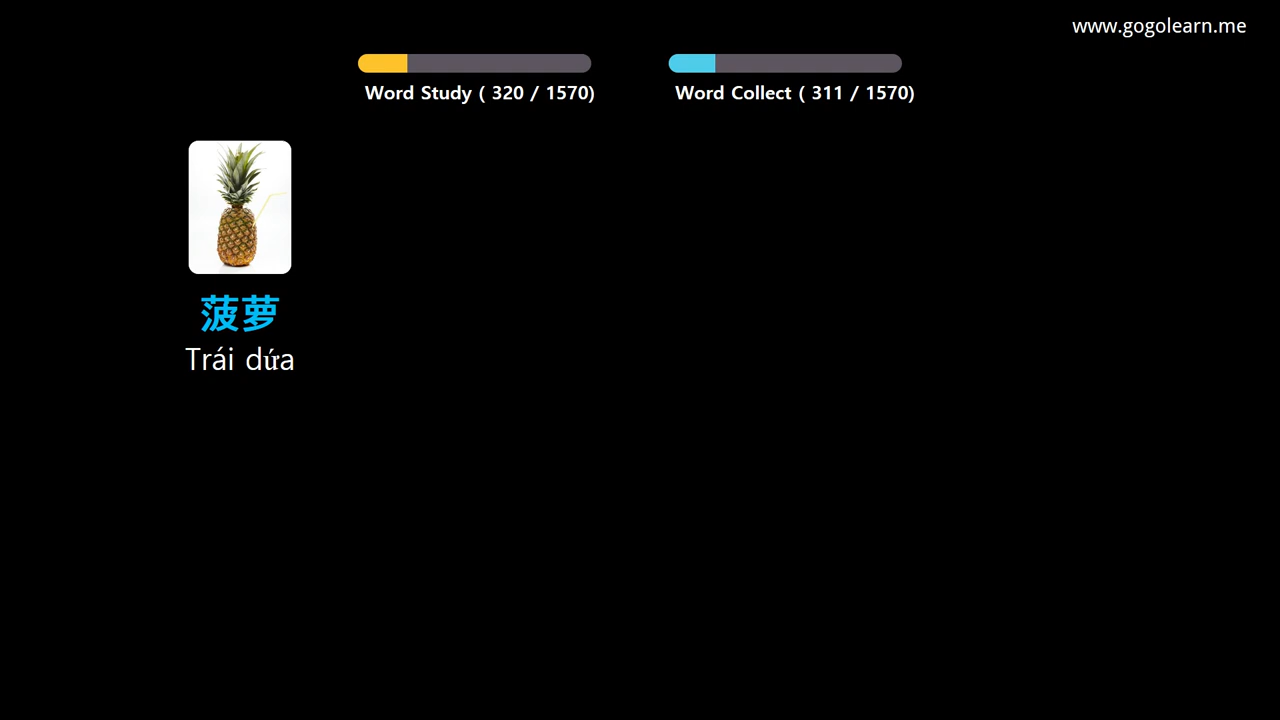 www.gogolearn.me
Word Study ( 320 / 1570)
Word Collect ( 311 / 1570)
菠萝
Trái dứa